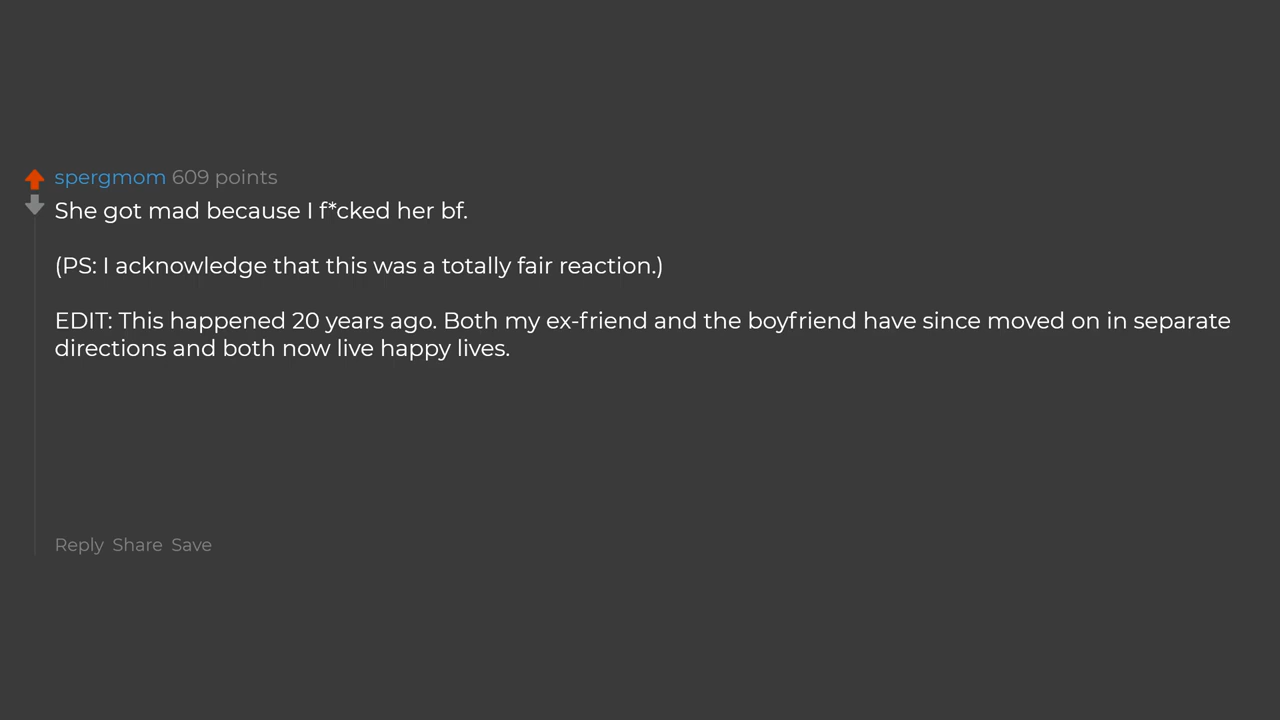 spergmom 609 points
She got mad because I f*cked her bf.
(PS: I acknowledge that this was a totally fair reaction.)
EDIT: This happened 20 years ago. Both my ex-friend and the boyfriend have since moved on in separate
directions and both now live happy lives.
Reply Share Save